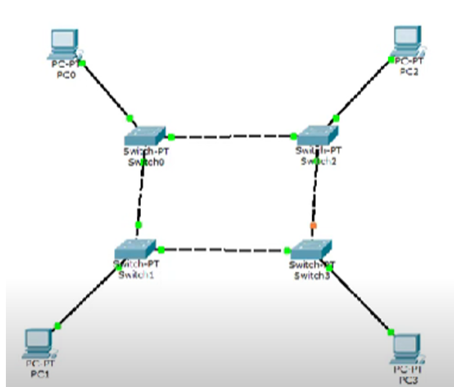 PC-PT
PC0
PC-PT
PC2
Switch-PT
Switch0
Switch-PT
Switch2
Switch-PT
Switch1
Switch-PT
Switch3
PC-PT
PC1
PC-PT
PC3